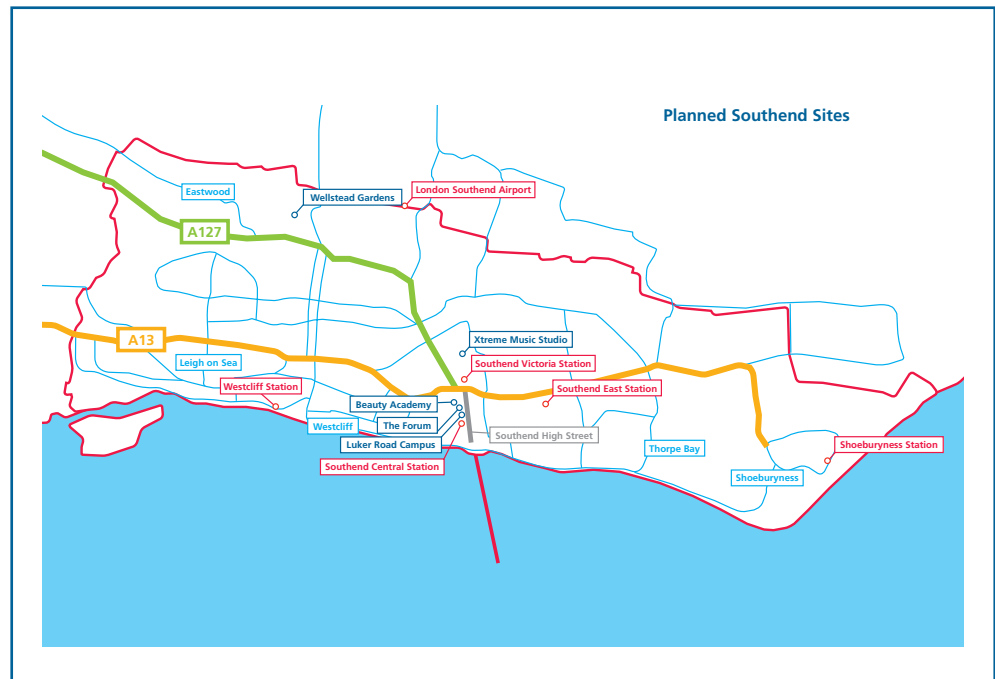 Planned Southend Sites
Eastwood
Wellstead Gardens
London Southend Airport
A127
A13
Xtreme Music Studio
Leigh on Sea
Southend Victoria Station
Westcliff Station
Southend East Station
Beauty Academy
Westcliff
The Forum
Southend High Street
Luker Road Campus
Thorpe Bay
Shoeburyness Station
Southend Central Station
Shoeburyness